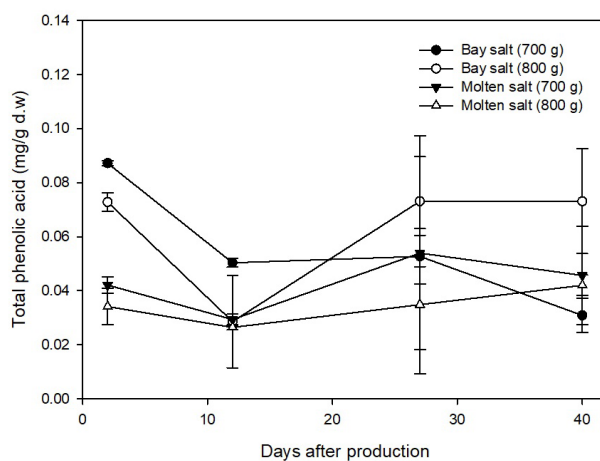 0.14
0.12
0.10
0.08
0.06
0.04
0.02
0.00
Total phenolic acid (mg/g d.w)
Bay salt (700 g)
Bay salt (800 g)
Molten salt (700 g)
Molten salt (800 g)
0 10 20 30 40
Days after production